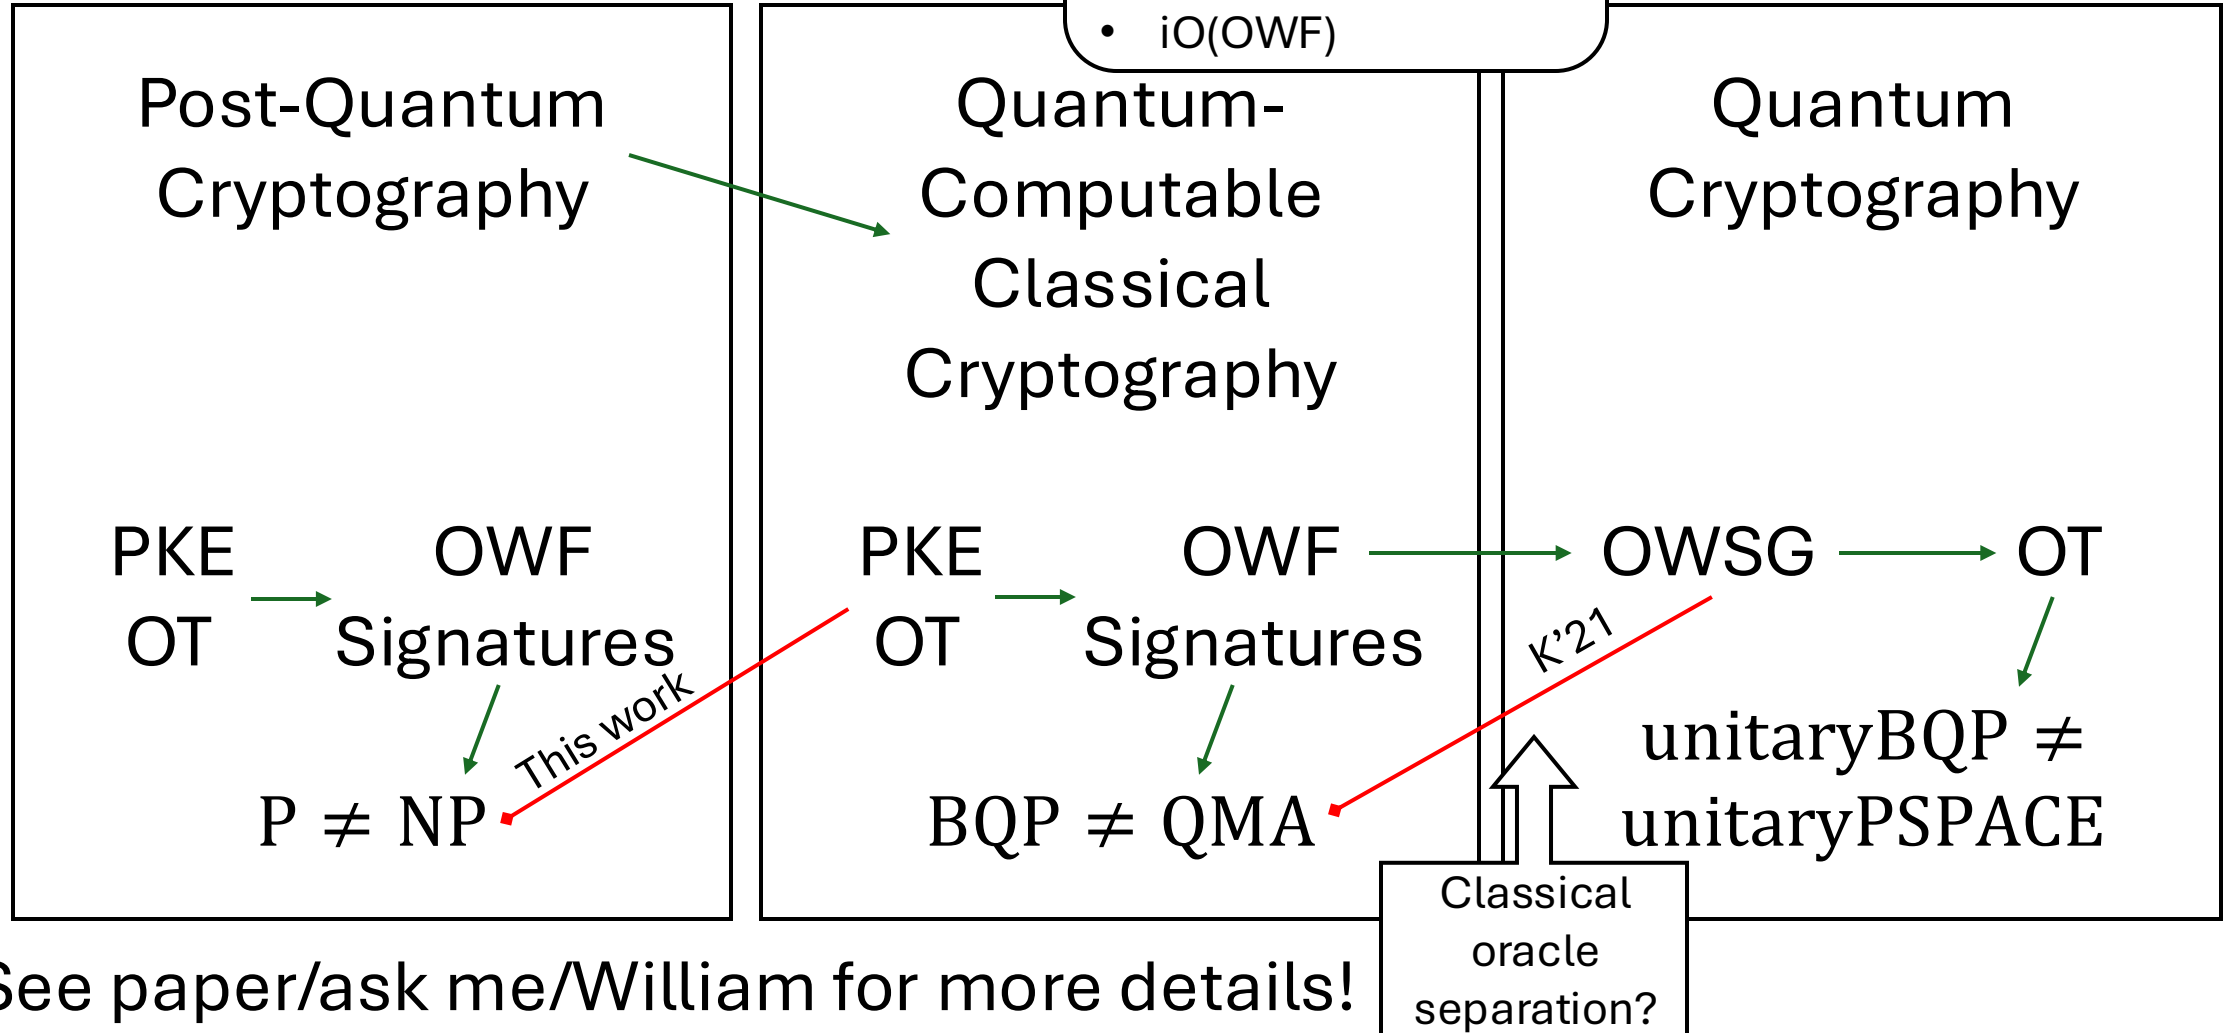 • iO(OWF)
Post-Quantum
Cryptography
Quantum-
Computable
Classical
Cryptography
Quantum
Cryptography
PKE
OT
OWF
Signatures
P ≠ NP
This work
PKE
OT
OWF
Signatures
BQP ≠ QMA
K'21
OWSG
OT
unitaryBQP ≠
unitaryPSPACE
Classical
oracle
separation?
See paper/ask me/William for more details!